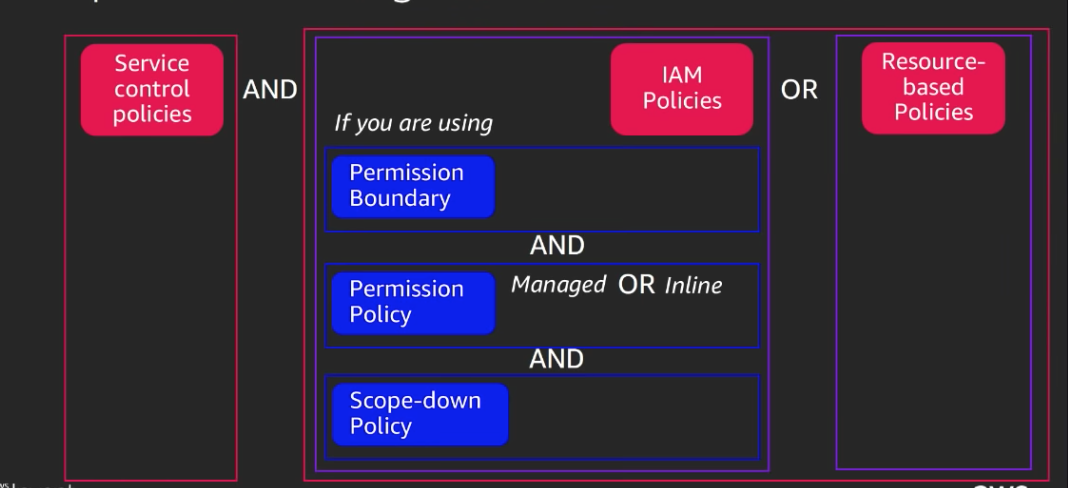 Service
control
policies
AND
IAM
Policies
OR
Resource-
based
Policies
If you are using
Permission
Boundary
AND
Permission
Policy
Managed OR Inline
AND
Scope-down
Policy